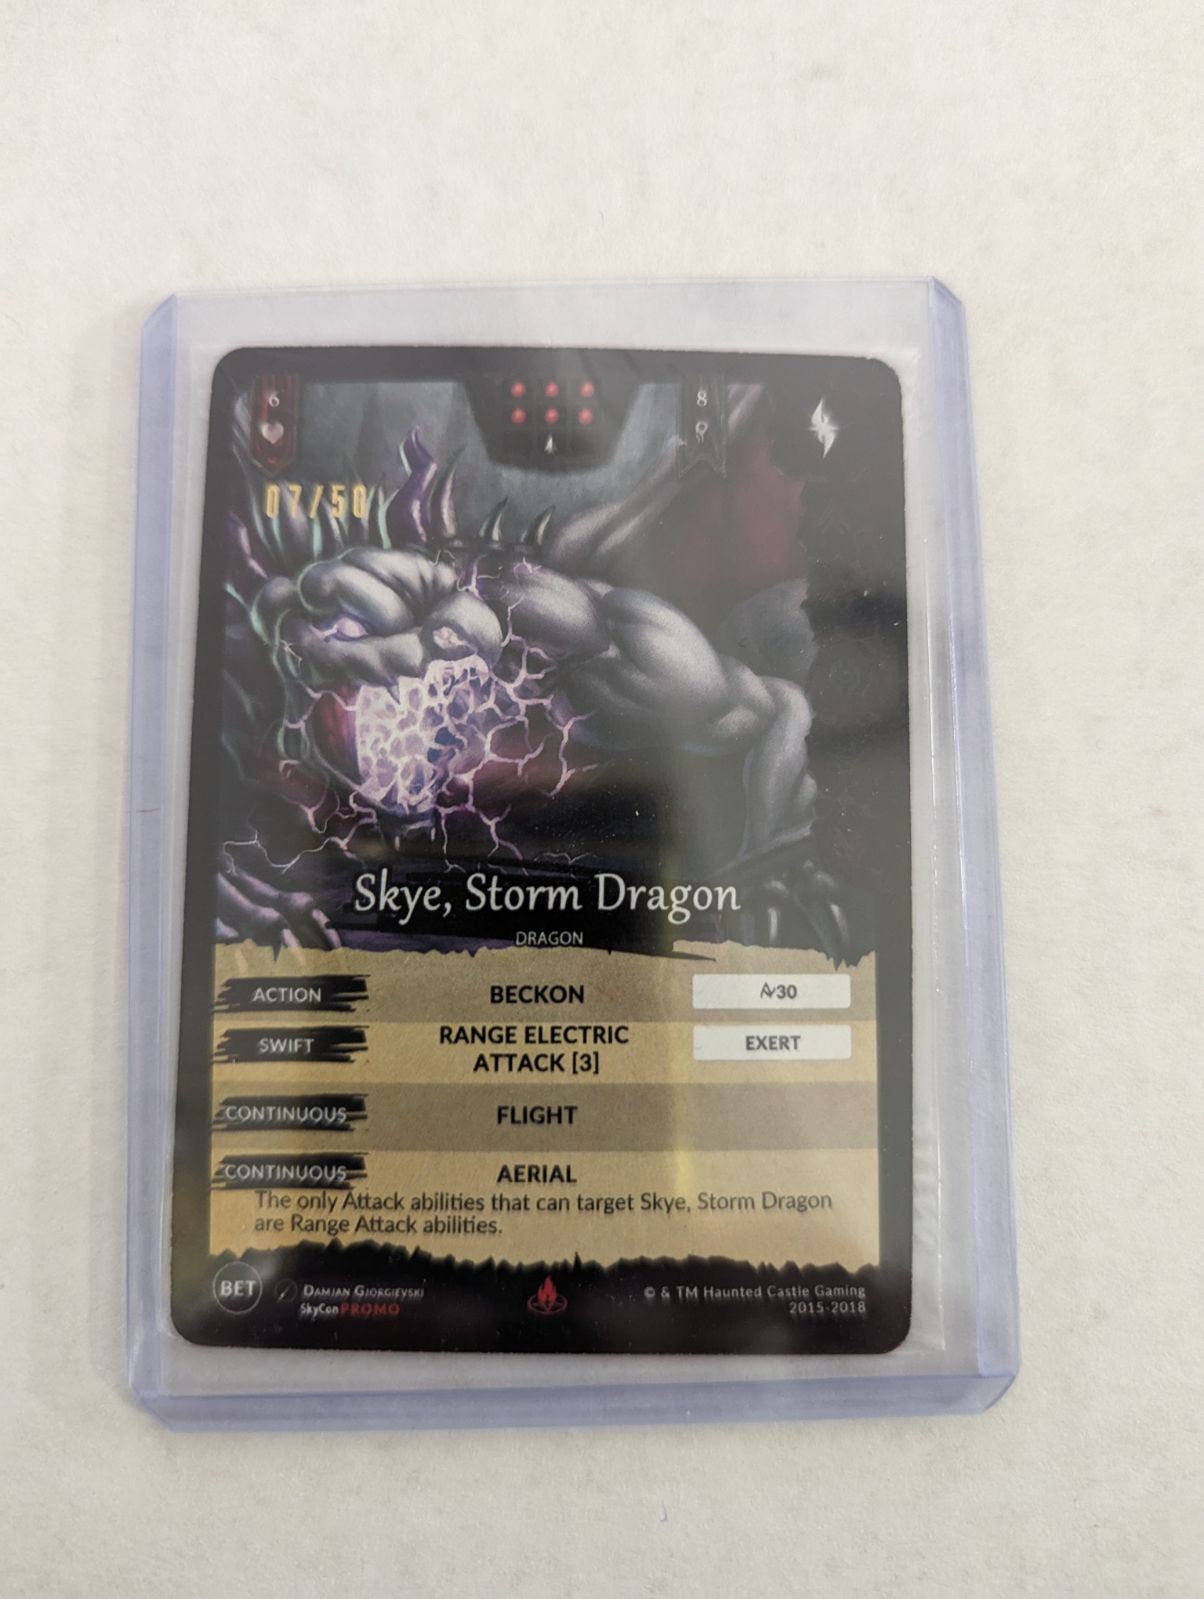 6
8
07/50
Skye, Storm Dragon
DRAGON
ACTION BECKON 30
SWIFT RANGE ELECTRIC
ATTACK [3] EXERT
CONTINUOUS FLIGHT
CONTINUOUS AERIAL
The only Attack abilities that can target Skye, Storm Dragon
are Range Attack abilities.
BET DAMJAN GJORGIEVSKI © & TM Haunted Castle Gaming
SkyCon PROMO 2015-2018